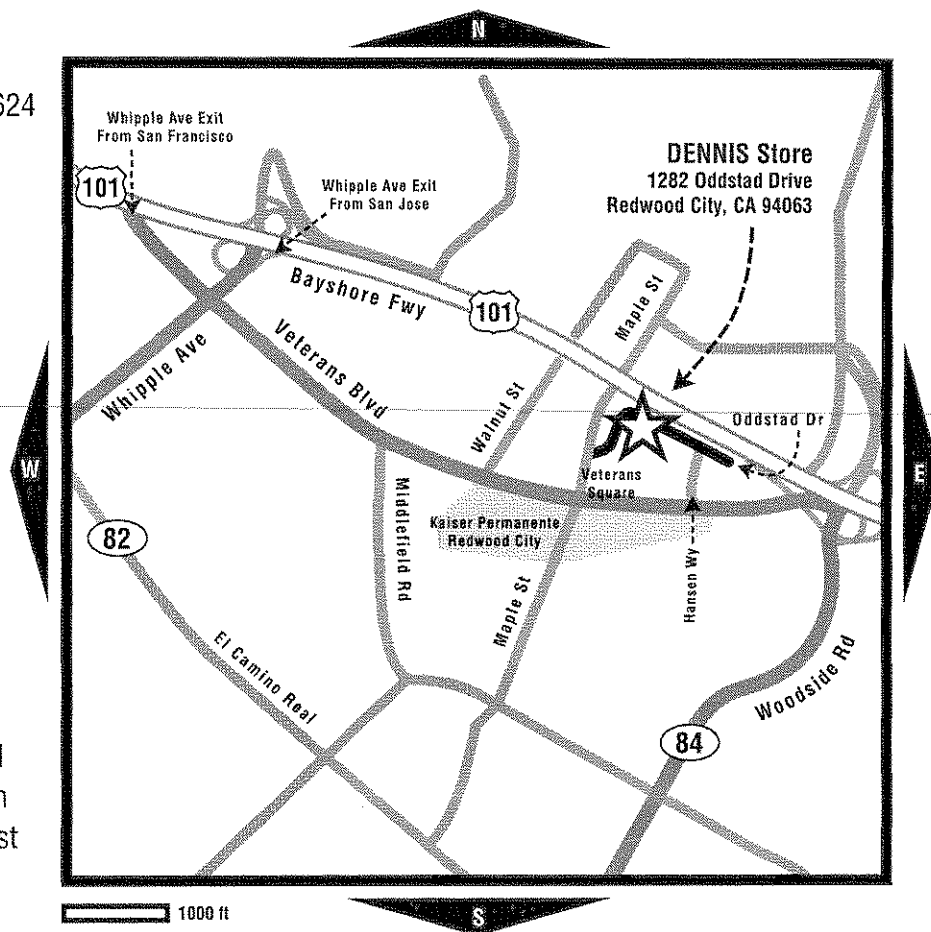 N
624
Whipple Ave Exit
From San Francisco
101
Whipple Ave Exit
From San Jose
DENNIS Store
1282 Oddstad Drive
Redwood City, CA 94063
Bayshore Fwy
101
Maple St
Whipple Ave
Veterans Blvd
Walnut St
Oddstad Dr
W
E
Veterans
Square
82
Middlefield Rd
Kaiser Permanente
Redwood City
Hansen Wy
Maple St
El Camino Real
Woodside Rd
84
st
1000 ft
S